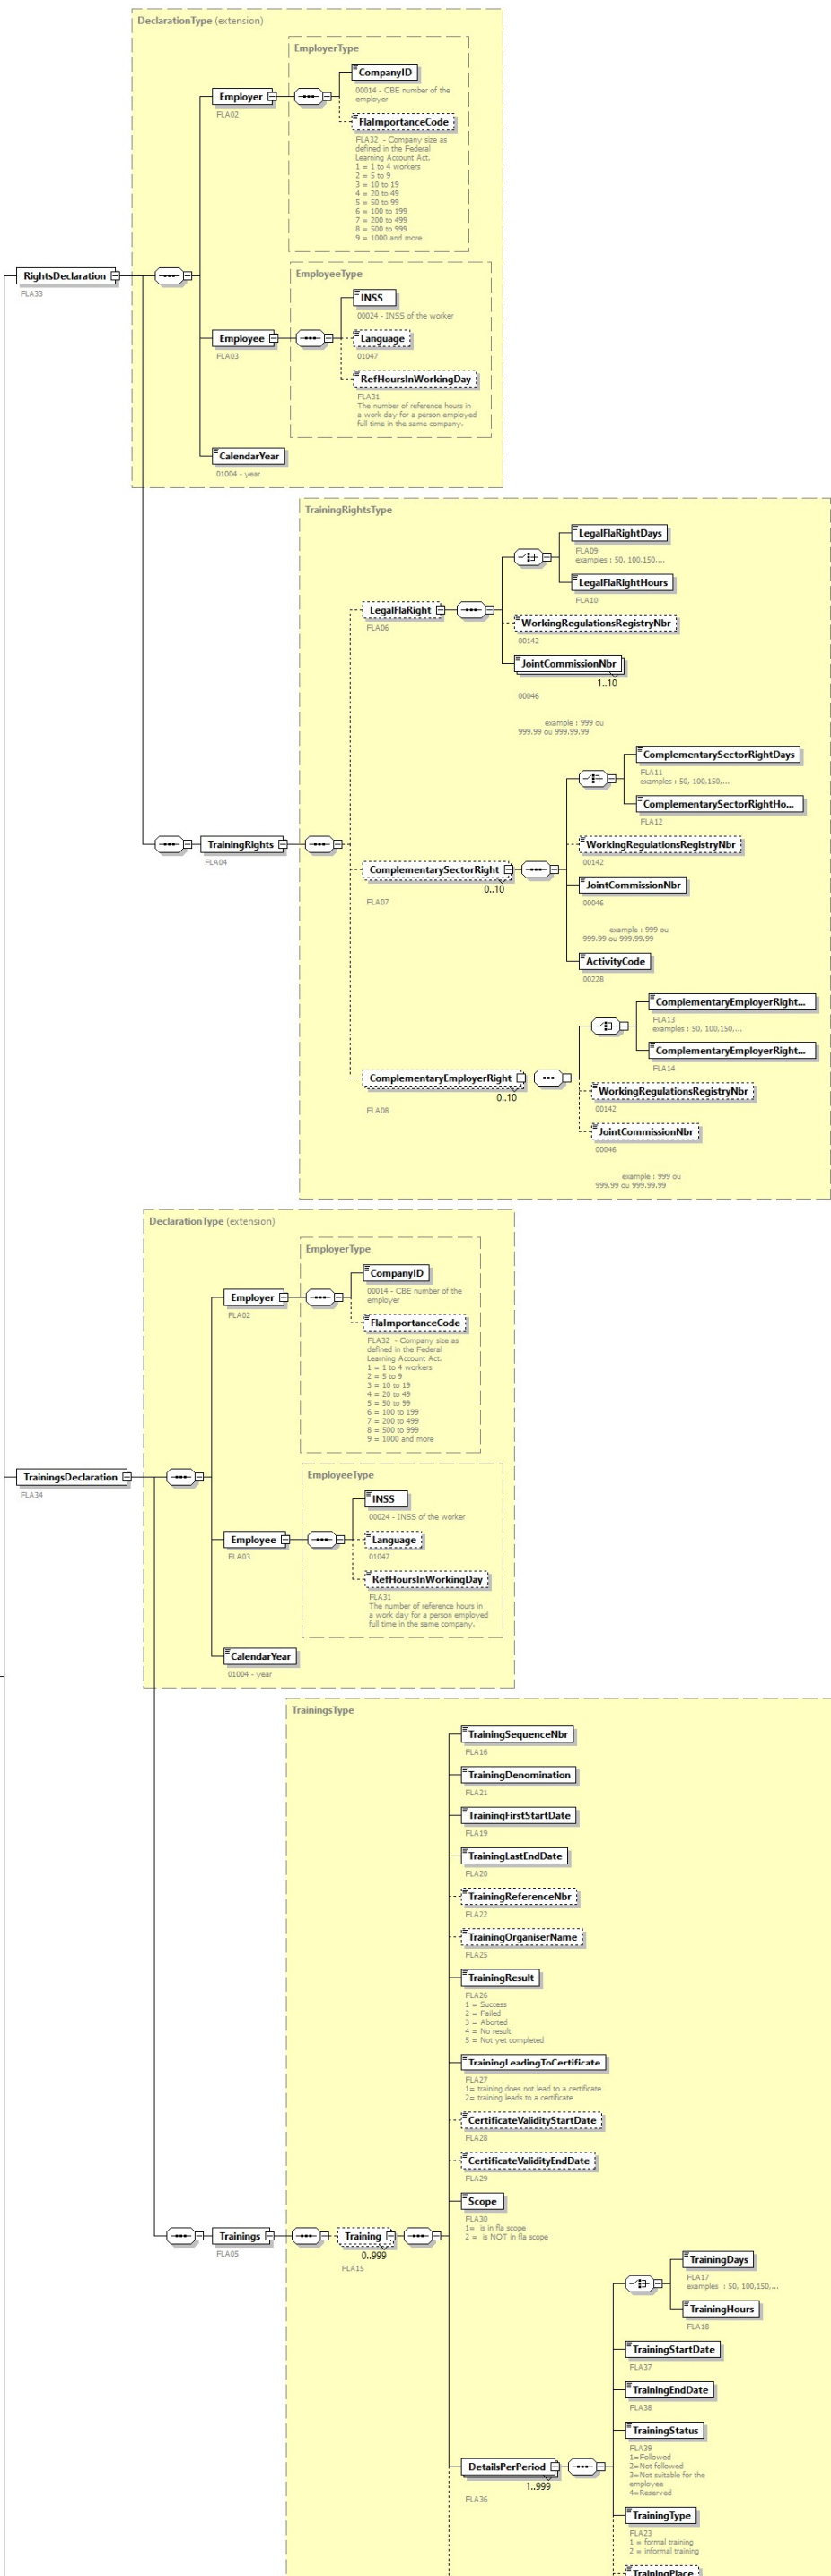 DeclarationType (extension)
EmployerType
CompanyID
00014 - CBE number of the
employer
Employer
FLA02
FlaImportanceCode
FLA32 - Company size as
defined in the Federal
Learning Account Act.
1 = 1 to 4 workers
2 = 5 to 9
3 = 10 to 19
4 = 20 to 49
5 = 50 to 99
6 = 100 to 199
7 = 200 to 499
8 = 500 to 999
9 = 1000 and more
RightsDeclaration
FLA33
EmployeeType
INSS
00024 - INSS of the worker
Employee
FLA03
Language
01047
RefHoursInWorkingDay
FLA31
The number of reference hours in
a work day for a person employed
full time in the same company.
CalendarYear
01004 - year
TrainingRightsType
LegalFlaRightDays
FLA09
examples : 50, 100,150,...
LegalFlaRightHours
FLA10
LegalFlaRight
FLA06
WorkingRegulationsRegistryNbr
00142
JointCommissionNbr
1..10
00046
example : 999 ou
999.99 ou 999.99.99
ComplementarySectorRightDays
FLA11
examples : 50, 100,150,...
ComplementarySectorRightHo...
FLA12
TrainingRights
FLA04
WorkingRegulationsRegistryNbr
00142
ComplementarySectorRight
0..10
FLA07
JointCommissionNbr
00046
example : 999 ou
999.99 ou 999.99.99
ActivityCode
00228
ComplementaryEmployerRight...
FLA13
examples : 50, 100,150,...
ComplementaryEmployerRight...
FLA14
ComplementaryEmployerRight
0..10
FLA08
WorkingRegulationsRegistryNbr
00142
JointCommissionNbr
00046
example : 999 ou
999.99 ou 999.99.99
DeclarationType (extension)
EmployerType
CompanyID
00014 - CBE number of the
employer
Employer
FLA02
FlaImportanceCode
FLA32 - Company size as
defined in the Federal
Learning Account Act.
1 = 1 to 4 workers
2 = 5 to 9
3 = 10 to 19
4 = 20 to 49
5 = 50 to 99
6 = 100 to 199
7 = 200 to 499
8 = 500 to 999
9 = 1000 and more
TrainingsDeclaration
FLA34
EmployeeType
INSS
00024 - INSS of the worker
Employee
FLA03
Language
01047
RefHoursInWorkingDay
FLA31
The number of reference hours in
a work day for a person employed
full time in the same company.
CalendarYear
01004 - year
TrainingsType
TrainingSequenceNbr
FLA16
TrainingDenomination
FLA21
TrainingFirstStartDate
FLA19
TrainingLastEndDate
FLA20
TrainingReferenceNbr
FLA22
TrainingOrganiserName
FLA25
TrainingResult
FLA26
1 = Success
2 = Failed
3 = Aborted
4 = No result
5 = Not yet completed
TrainingLeadingToCertificate
FLA27
1= training does not lead to a certificate
2= training leads to a certificate
CertificateValidityStartDate
FLA28
CertificateValidityEndDate
FLA29
Scope
FLA30
1= is in fla scope
2 = is NOT in fla scope
Trainings
FLA05
Training
0..999
FLA15
TrainingDays
FLA17
examples : 50, 100,150,...
TrainingHours
FLA18
TrainingStartDate
FLA37
TrainingEndDate
FLA38
TrainingStatus
FLA39
1=Followed
2=Not followed
3=Not suitable for the
employee
4=Reserved
DetailsPerPeriod
1..999
FLA36
TrainingType
FLA23
1 = formal training
2 = informal training
TrainingPlace